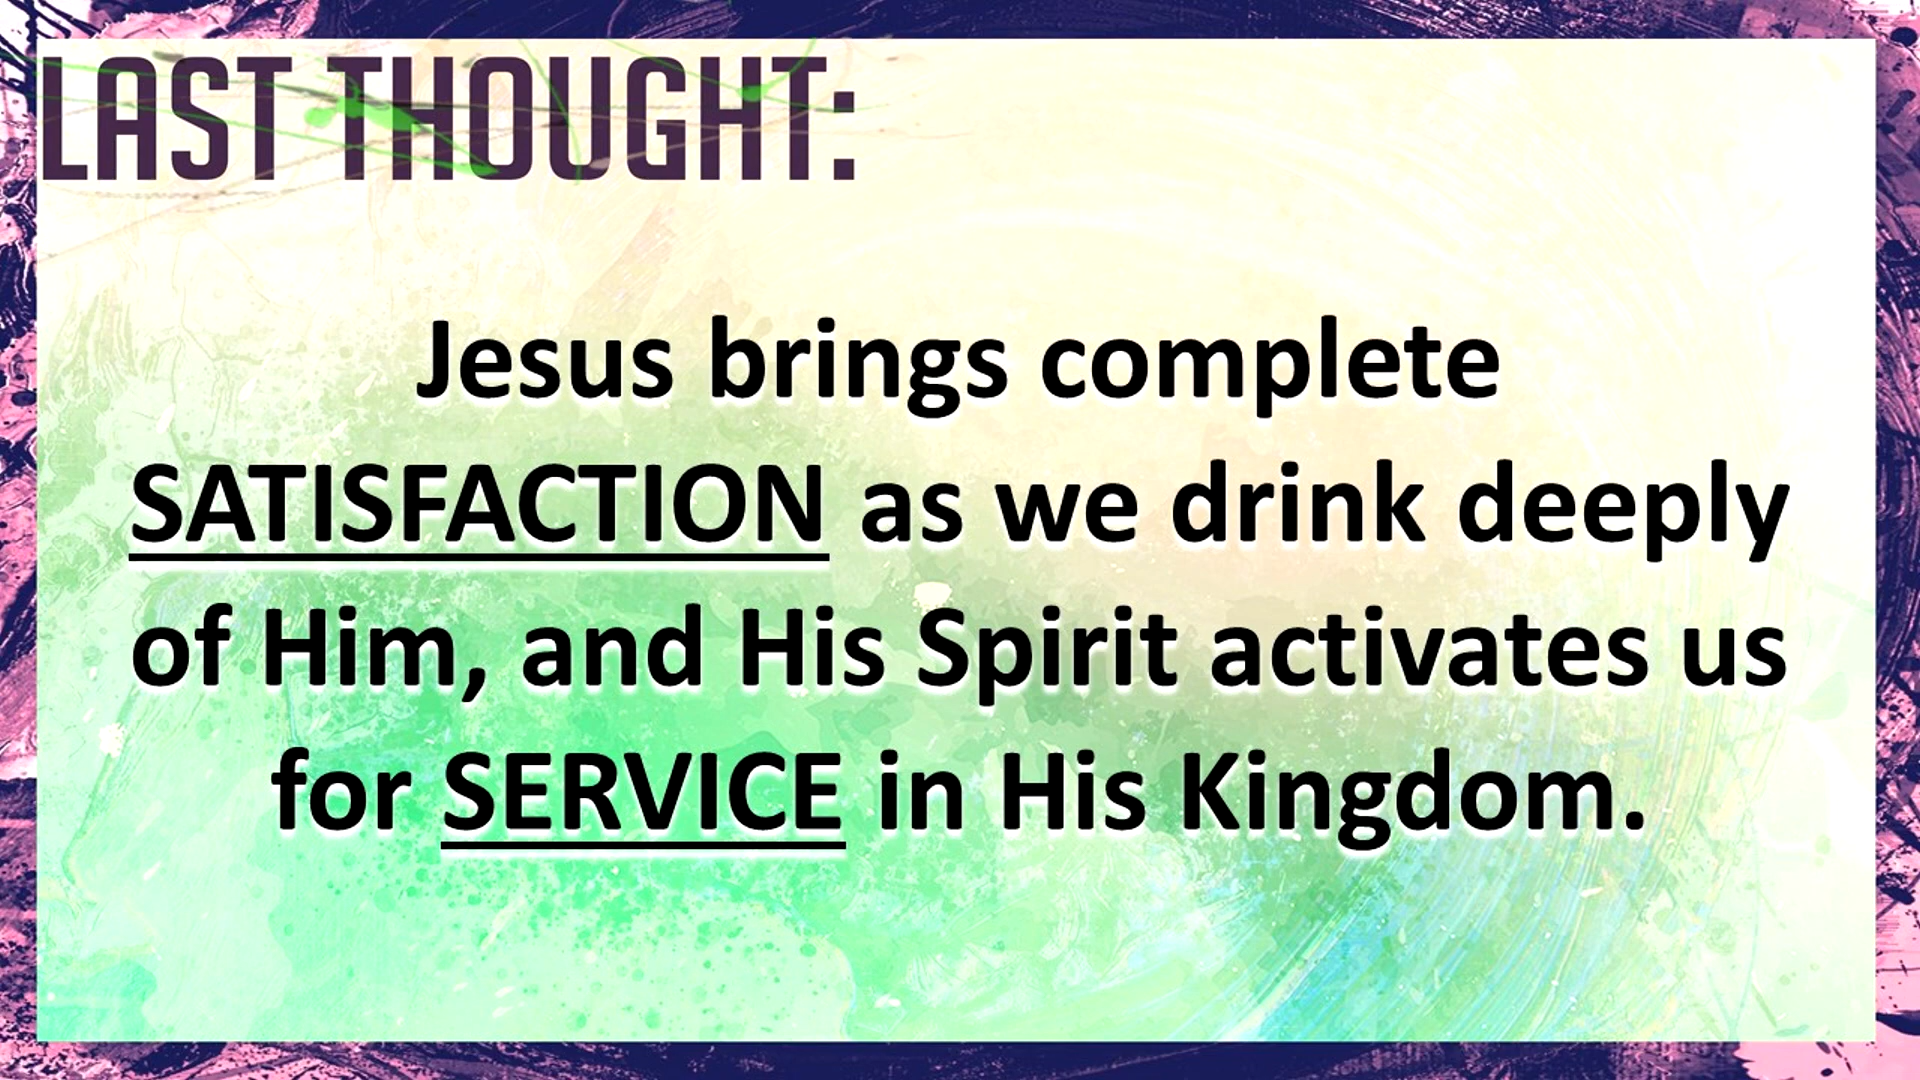 LAST THOUGHT:
Jesus brings complete
SATISFACTION as we drink deeply
of Him, and His Spirit activates us
for SERVICE in His Kingdom.